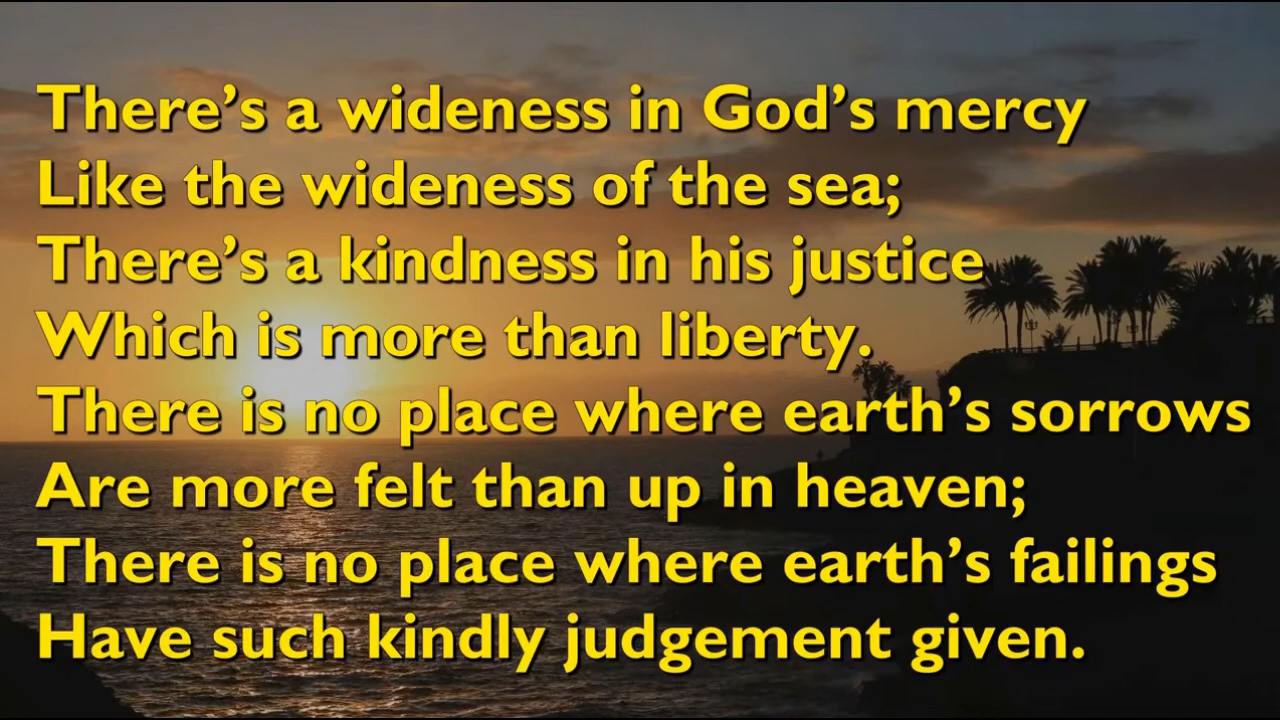 There’s a wideness in God’s mercy
Like the wideness of the sea;
There’s a kindness in his justice
Which is more than liberty.
There is no place where earth’s sorrows
Are more felt than up in heaven;
There is no place where earth’s failings
Have such kindly judgement given.